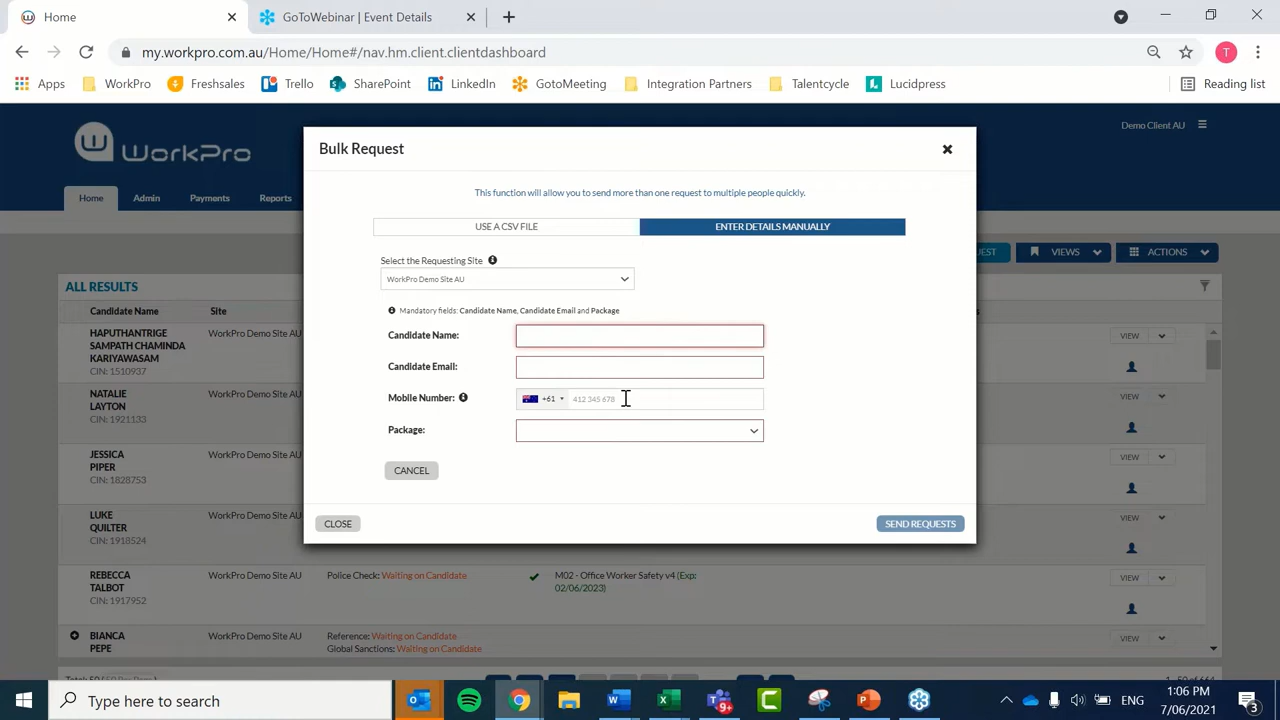 Home
GoToWebinar | Event Details
my.workpro.com.au/Home/Home#/nav.hm.client.clientdashboard
T
Apps WorkPro Freshsales Trello SharePoint LinkedIn GotoMeeting Integration Partners Talentcycle Lucidpress Reading list
WORKPRO
Demo Client AU
Home Admin Payments Reports
VIEWS ACTIONS
ALL RESULTS
Candidate Name Site
HAPUTHANTRIGE
SAMPATH CHAMINDA
KARIYAWASAM
CIN: 1510937
WorkPro Demo Site AU
VIEW
NATALIE
LAYTON
CIN: 1912308
WorkPro Demo Site AU
VIEW
JESSICA
PIPER
CIN: 1828753
WorkPro Demo Site AU
VIEW
LUKE
QUILTER
CIN: 1918524
WorkPro Demo Site AU
VIEW
REBECCA
TALBOT
CIN: 1917952
WorkPro Demo Site AU
Police Check: Waiting on Candidate
M02 - Office Worker Safety v4 (Exp:
02/06/2023)
VIEW
BIANCA
PEPE
WorkPro Demo Site AU
Reference: Waiting on Candidate
Global Sanctions: Waiting on Candidate
VIEW
Bulk Request
This function will allow you to send more than one request to multiple people quickly.
USE A CSV FILE ENTER DETAILS MANUALLY
Select the Requesting Site
WorkPro Demo Site AU
Mandatory fields: Candidate Name, Candidate Email and Package
Candidate Name:
Candidate Email:
Mobile Number: +61 412 345 678
Package:
CANCEL
CLOSE SEND REQUESTS
Type here to search
ENG
1:06 PM
7/06/2021
3